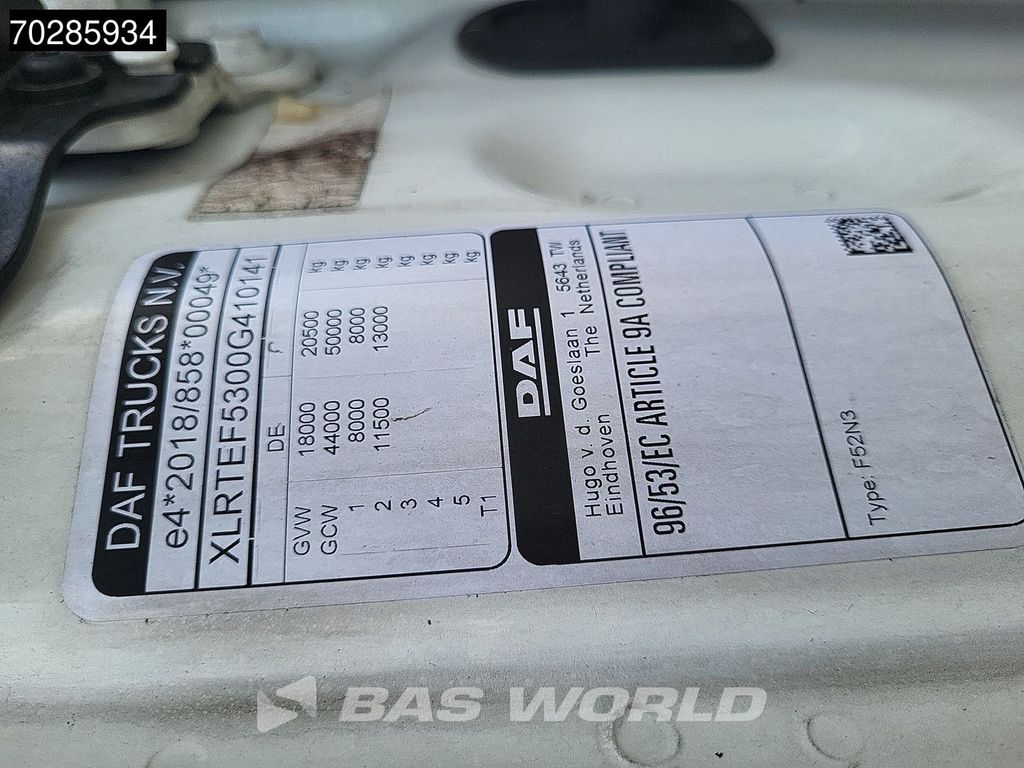 70285934
DAF TRUCKS N.V.
e4*2018/858*00049*
XLRTEF5300G410141
DE
GVW 18000 20500 kg
GCW 44000 50000 kg
1 8000 8000 kg
2 11500 13000 kg
3 kg
4 kg
5 kg
T1 kg
DAF
Hugo v. d. Goeslaan 1 5643 TW
Eindhoven The Netherlands
96/53/EC ARTICLE 9A COMPLIANT
Type: F52N3
BAS WORLD